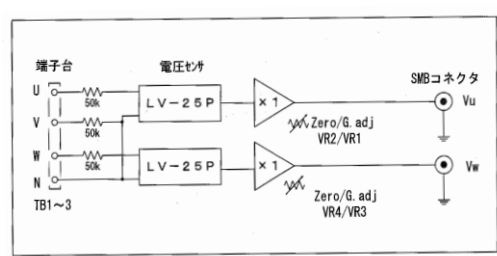 端子台
電圧センサ
SMBコネクタ
U
50k
LV-25P
×1
Vu
V
50k
Zero/G.adj
VR2/VR1
W
50k
LV-25P
×1
Vw
N
TB1~3
Zero/G.adj
VR4/VR3